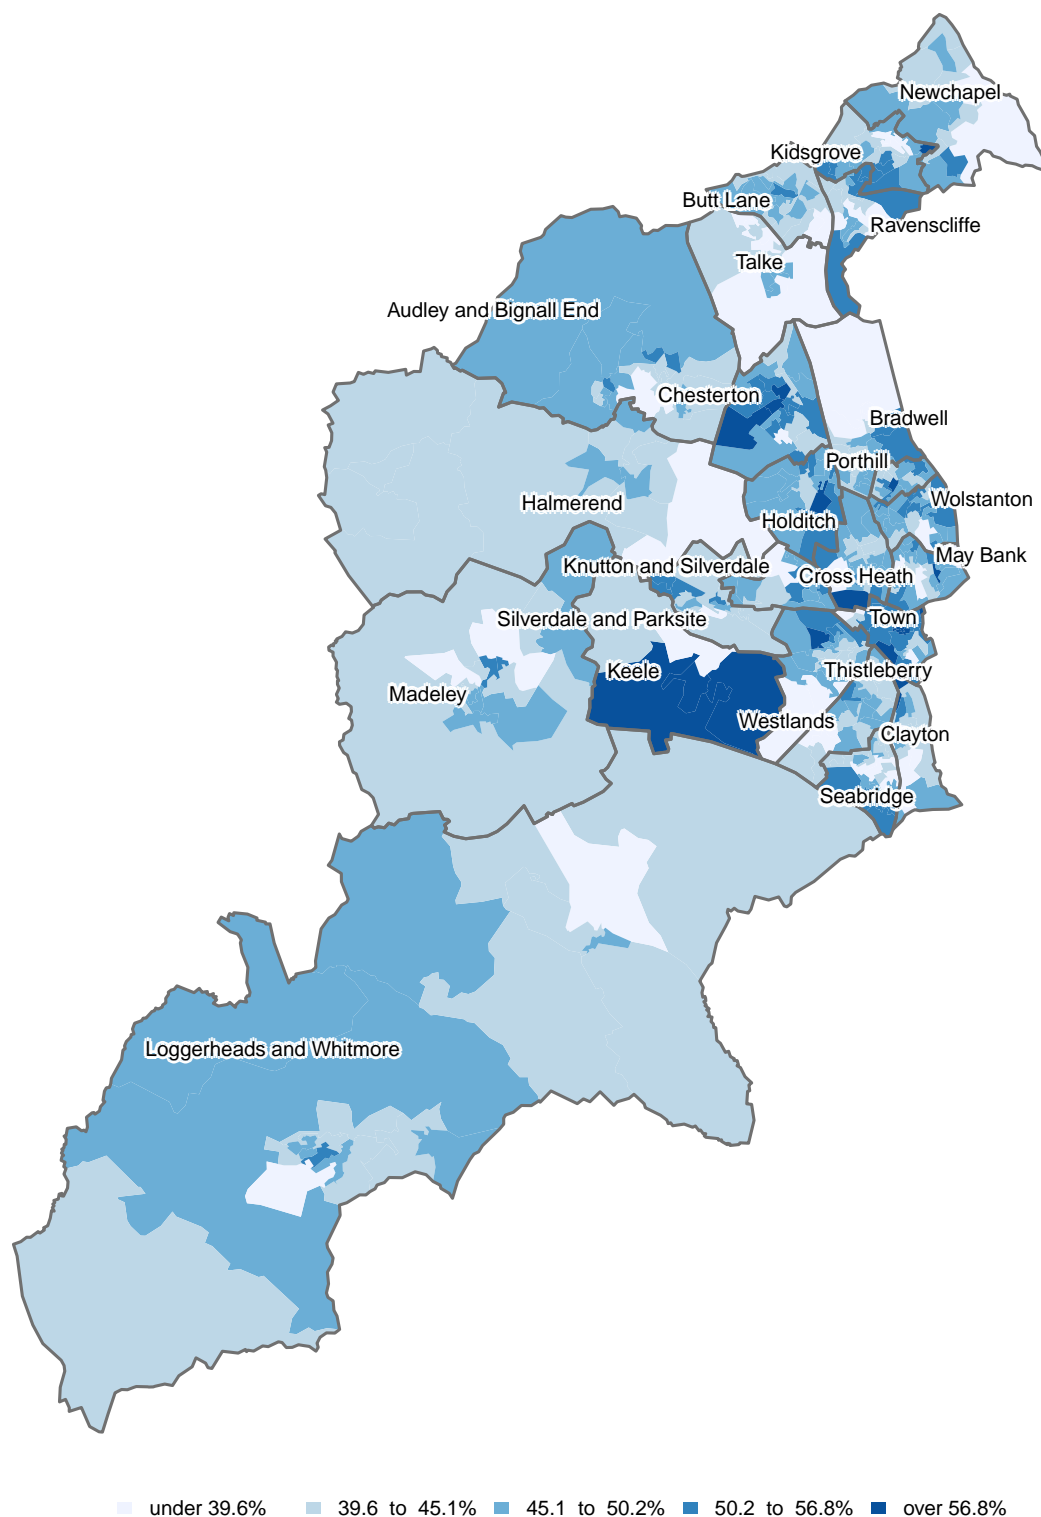 Newchapel
Kidsgrove
Butt Lane
Ravenscliffe
Talke
Audley and Bignall End
Chesterton
Bradwell
Porthill
Halmerend
Wolstanton
Holditch
May Bank
Knutton and Silverdale
Cross Heath
Silverdale and Parksite
Town
Keele
Thistleberry
Madeley
Westlands
Clayton
Seabridge
Loggerheads and Whitmore
under 39.6% 39.6 to 45.1% 45.1 to 50.2% 50.2 to 56.8% over 56.8%